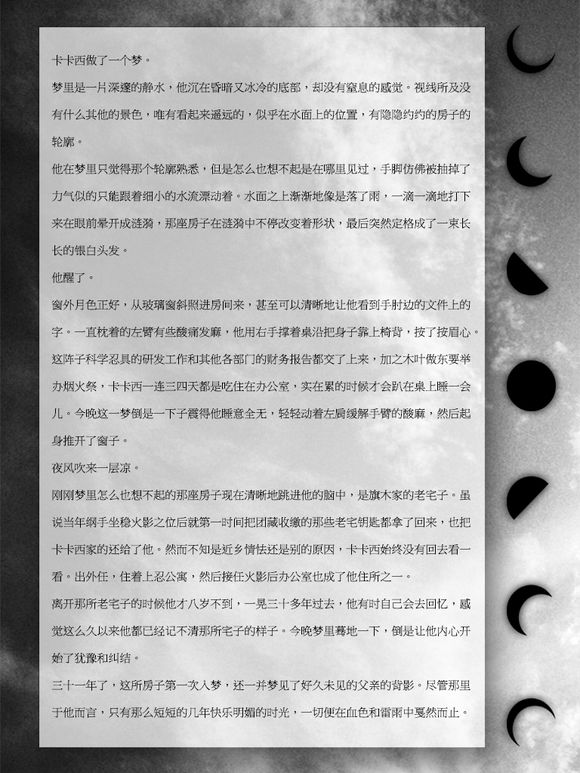 卡卡西做了一个梦。
梦里是一片深邃的静水，他沉在昏暗又冰冷的底部，却没有窒息的感觉。视线所及没
有什么其他的景色，唯有看起来遥远的，似乎在水面上的位置，有隐隐约约的房子的
轮廓。
他在梦里只觉得那个轮廓熟悉，但是怎么也想不起是在哪里见过，手脚仿佛被抽掉了
力气似的只能跟着细小的水流漂动着。水面之上渐渐地像是落了雨，一滴一滴地打下
来在眼前晕开成涟漪，那座房子在涟漪中不停改变着形状，最后突然定格成了一束长
长的银白头发。
他醒了。
窗外月色正好，从玻璃窗斜照进房间来，甚至可以清晰地让他看到手肘边的文件上的
字。一直枕着的左臂有些酸痛发麻，他用右手撑着桌沿把身子靠上椅背，按了按眉心。
这阵子科学忍具的研发工作和其他各部门的财务报告都交了上来，加之木叶做东要举
办烟火祭，卡卡西一连三四天都是吃住在办公室，实在累的时候才会趴在桌上睡一会
儿。今晚这一梦倒是一下子震得他睡意全无，轻轻动着左肩缓解手臂的酸麻，然后起
身推开了窗子。
夜风吹来一层凉。
刚刚梦里怎么也想不起的那座房子现在清晰地跳进他的脑中，是旗木家的老宅子。虽
说当年纲手坐稳火影之位后就第一时间把团藏收缴的那些老宅钥匙都拿了回来，也把
卡卡西家的还给了他。然而不知是近乡情怯还是别的原因，卡卡西始终没有回去看一
看。出外任，住着上忍公寓，然后接任火影后办公室也成了他住所之一。
离开那所老宅子的时候他才八岁不到，一晃三十多年过去，他有时自己会去回忆，感
觉这么久以来他都已经记不清那所宅子的样子。今晚梦里蓦地一下，倒是让他内心开
始了犹豫和纠结。
三十一年了，这所房子第一次入梦，还一并梦见了好久未见的父亲的背影。尽管那里
于他而言，只有那么短短的几年快乐明媚的时光，一切便在血色和雷雨中戛然而止。